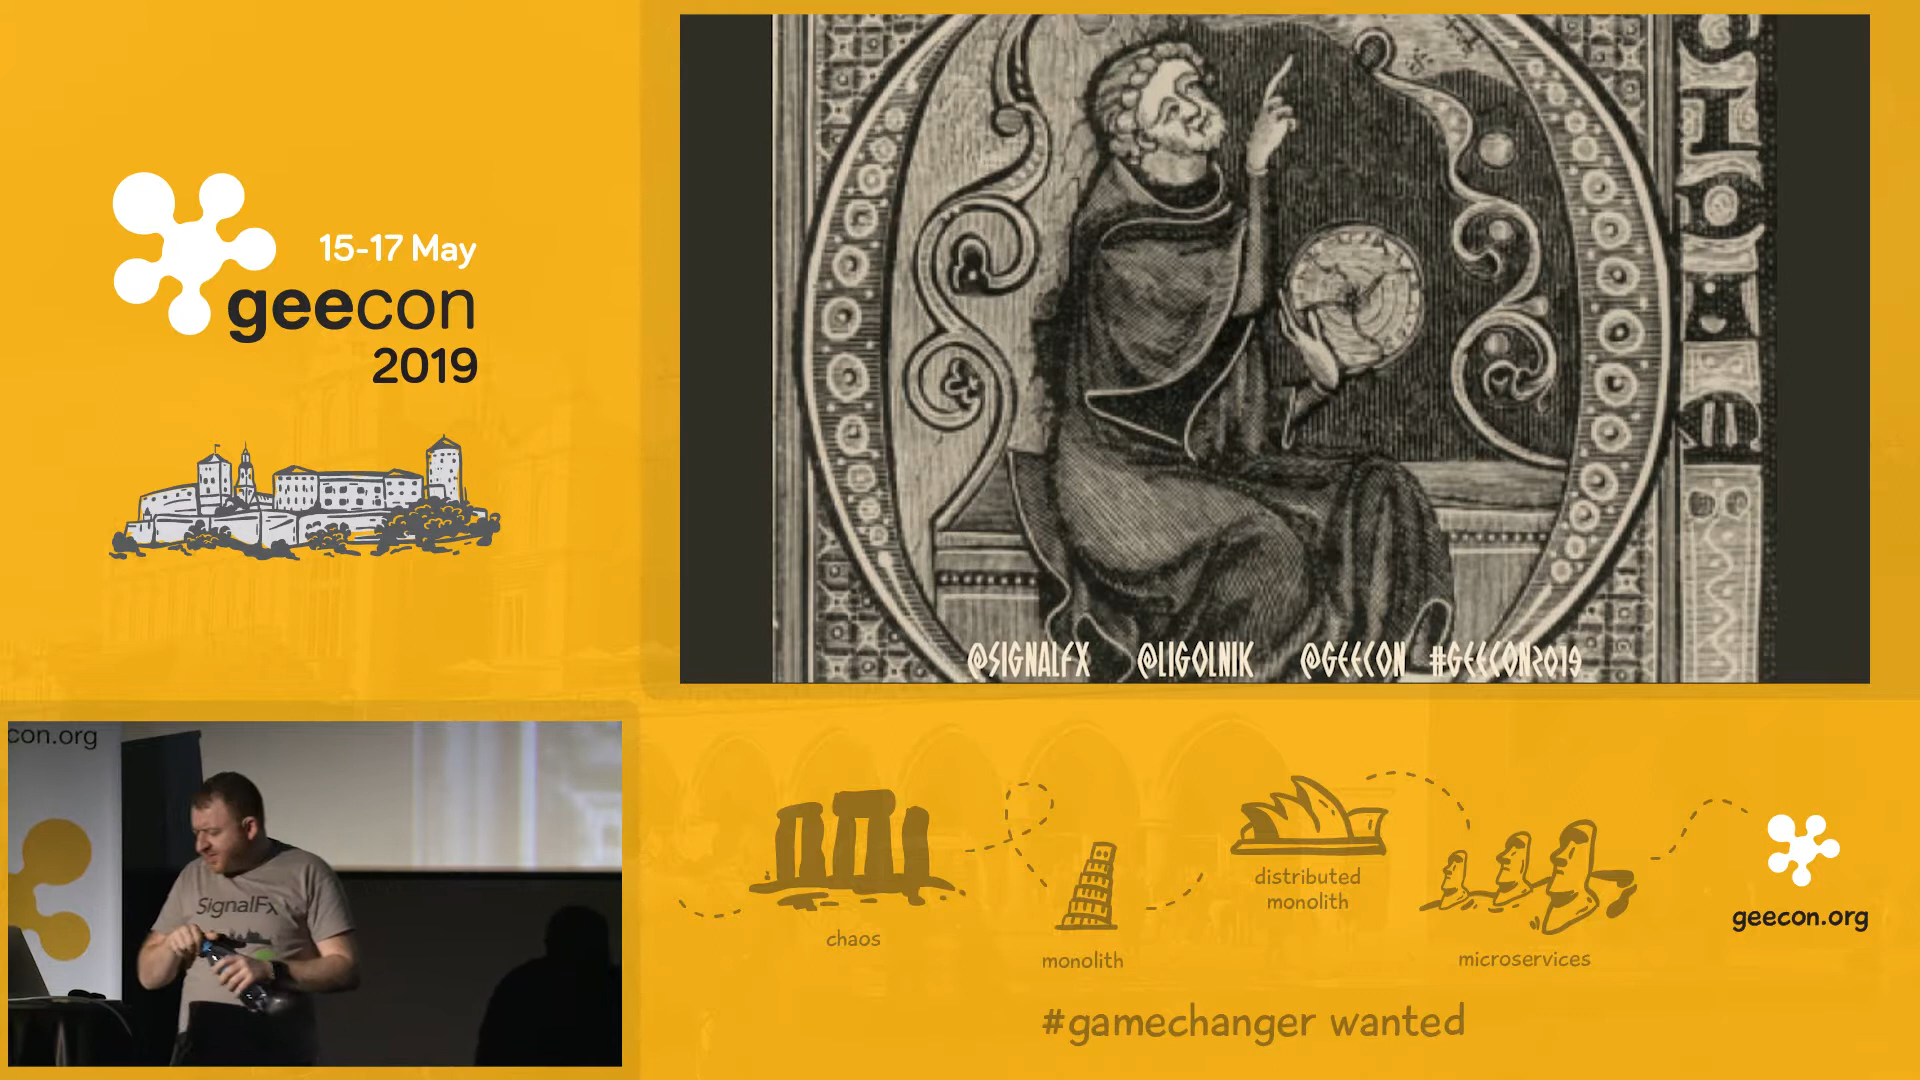 15-17 May
geecon
2019
@SIGNALFX @LIGOLNIK @GEECON #GEECON2019
con.org
SignalFx
chaos
monolith
distributed
monolith
microservices
geecon.org
#gamechanger wanted